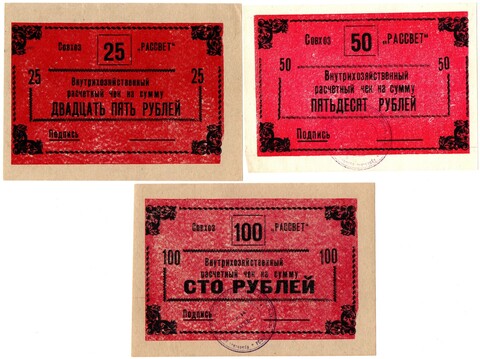 Совхоз 25 „РАССВЕТ"
25 25
Внутрихозяйственный
расчетный чек на сумму
ДВАДЦАТЬ ПЯТЬ РУБЛЕЙ
Подпись
Совхоз 50 „РАССВЕТ"
50 50
Внутрихозяйственный
расчетный чек на сумму
ПЯТЬДЕСЯТ РУБЛЕЙ
Подпись
Совхоз 100 „РАССВЕТ"
100 100
Внутрихозяйственный
расчетный чек на сумму
СТО РУБЛЕЙ
Подпись